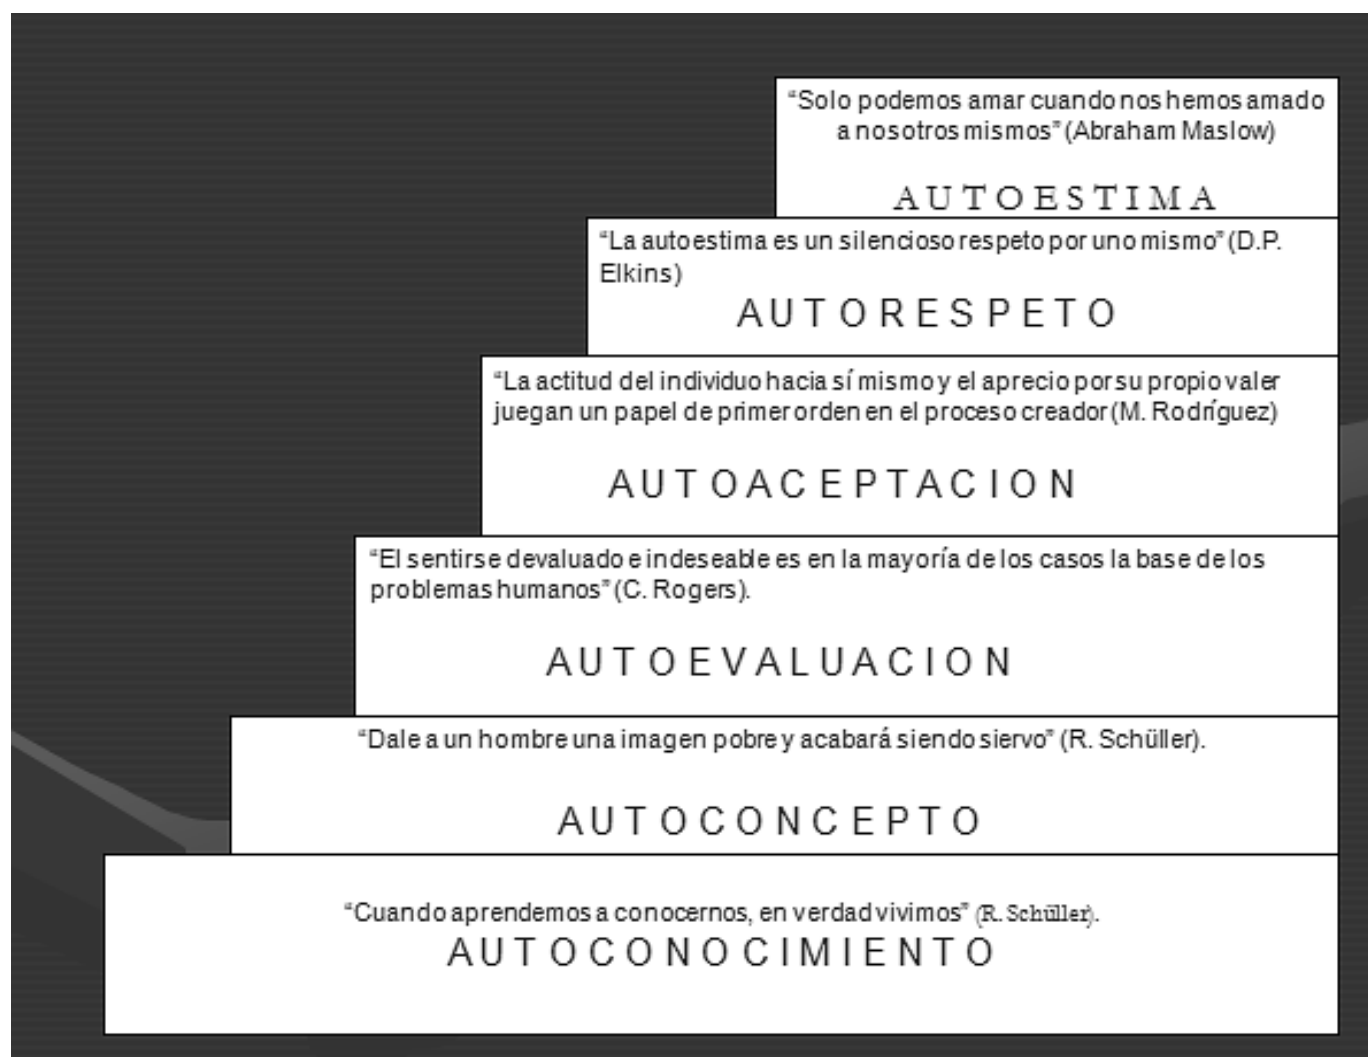 “Solo podemos amar cuando nos hemos amado
a nosotros mismos” (Abraham Maslow)
AUTOESTIMA
“La autoestima es un silencioso respeto por uno mismo” (D.P.
Elkins)
AUTORESPETO
“La actitud del individuo hacia sí mismo y el aprecio por su propio valer
juegan un papel de primer orden en el proceso creador (M. Rodríguez)
AUTOACEPTACION
“El sentirse devaluado e indeseable es en la mayoría de los casos la base de los
problemas humanos” (C. Rogers).
AUTOEVALUACION
“Dale a un hombre una imagen pobre y acabará siendo siervo” (R. Schüller).
AUTOCONCEPTO
“Cuando aprendemos a conocernos, en verdad vivimos” (R. Schüller).
AUTOCONOCIMIENTO